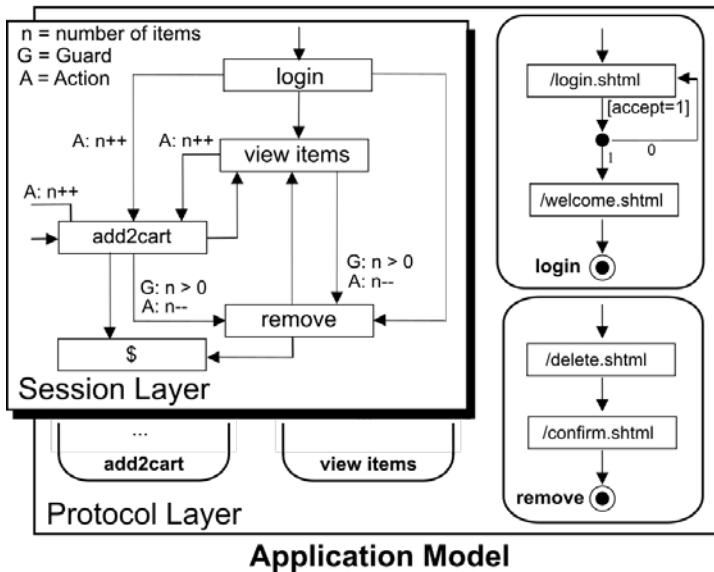 n = number of items
G = Guard
A = Action
login
A: n++
A: n++
view items
A: n++
add2cart
G: n > 0
A: n--
G: n > 0
A: n--
remove
$
Session Layer
...
add2cart
view items
Protocol Layer
/login.shtml
[accept=1]
0
1
/welcome.shtml
login
/delete.shtml
/confirm.shtml
remove
Application Model